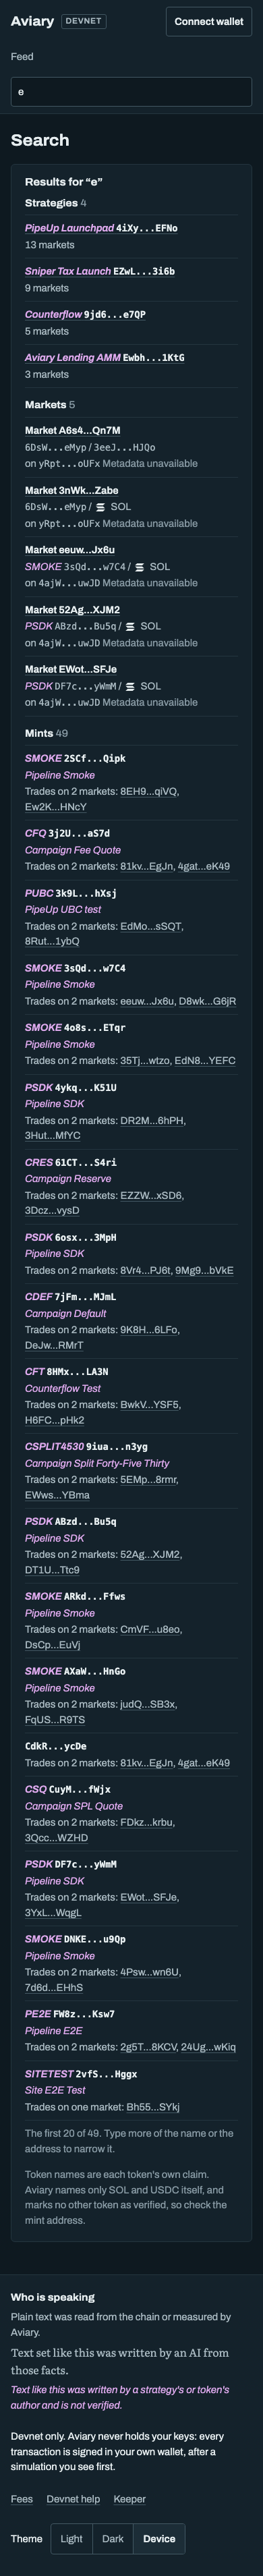 Aviary DEVNET Connect wallet
Feed
e
Search
Results for “e”
Strategies 4
PipeUp Launchpad 4iXy...EFNo
13 markets
Sniper Tax Launch EZwL...3i6b
9 markets
Counterflow 9jd6...e7QP
5 markets
Aviary Lending AMM Ewbh...1KtG
3 markets
Markets 5
Market A6s4...Qn7M
6DsW...eMyp / 3eeJ...HJQo
on yRpt...oUFx Metadata unavailable
Market 3nWk...Zabe
6DsW...eMyp / SOL
on yRpt...oUFx Metadata unavailable
Market eeuw...Jx6u
SMOKE 3sQd...w7C4 / SOL
on 4ajW...uwJD Metadata unavailable
Market 52Ag...XJM2
PSDK ABzd...Bu5q / SOL
on 4ajW...uwJD Metadata unavailable
Market EWot...SFJe
PSDK DF7c...yWmM / SOL
on 4ajW...uwJD Metadata unavailable
Mints 49
SMOKE 2SCf...Qipk
Pipeline Smoke
Trades on 2 markets: 8EH9...qiVQ,
Ew2K...HNcY
CFQ 3j2U...aS7d
Campaign Fee Quote
Trades on 2 markets: 81kv...EgJn, 4gat...eK49
PUBC 3k9L...hXsj
PipeUp UBC test
Trades on 2 markets: EdMo...sSQT,
8Rut...1ybQ
SMOKE 3sQd...w7C4
Pipeline Smoke
Trades on 2 markets: eeuw...Jx6u, D8wk...G6jR
SMOKE 4o8s...ETqr
Pipeline Smoke
Trades on 2 markets: 35Tj...wtzo, EdN8...YEFC
PSDK 4ykq...K51U
Pipeline SDK
Trades on 2 markets: DR2M...6hPH,
3Hut...MfYC
CRES 61CT...S4ri
Campaign Reserve
Trades on 2 markets: EZZW...xSD6,
3Dcz...vysD
PSDK 6osx...3MpH
Pipeline SDK
Trades on 2 markets: 8Vr4...PJ6t, 9Mg9...bVkE
CDEF 7jFm...MJmL
Campaign Default
Trades on 2 markets: 9K8H...6LFo,
DeJw...RMrT
CFT 8HMx...LA3N
Counterflow Test
Trades on 2 markets: BwkV...YSF5,
H6FC...pHk2
CSPLIT4530 9iua...n3yg
Campaign Split Forty-Five Thirty
Trades on 2 markets: 5EMp...8rmr,
EWws...YBma
PSDK ABzd...Bu5q
Pipeline SDK
Trades on 2 markets: 52Ag...XJM2,
DT1U...Ttc9
SMOKE ARkd...Ffws
Pipeline Smoke
Trades on 2 markets: CmVF...u8eo,
DsCp...EuVj
SMOKE AXaW...HnGo
Pipeline Smoke
Trades on 2 markets: judQ...SB3x,
FqUS...R9TS
CdkR...ycDe
Trades on 2 markets: 81kv...EgJn, 4gat...eK49
CSQ CuyM...fWjx
Campaign SPL Quote
Trades on 2 markets: FDkz...krbu,
3Qcc...WZHD
PSDK DF7c...yWmM
Pipeline SDK
Trades on 2 markets: EWot...SFJe,
3YxL...WqgL
SMOKE DNKE...u9Qp
Pipeline Smoke
Trades on 2 markets: 4Psw...wn6U,
7d6d...EHhS
PE2E FW8z...Ksw7
Pipeline E2E
Trades on 2 markets: 2g5T...8KCV, 24Ug...wKiq
SITETEST 2vfS...Hggx
Site E2E Test
Trades on one market: Bh55...SYkj
The first 20 of 49. Type more of the name or the
address to narrow it.
Token names are each token's own claim.
Aviary names only SOL and USDC itself, and
marks no other token as verified, so check the
mint address.
Who is speaking
Plain text was read from the chain or measured by
Aviary.
Text set like this was written by an AI from
those facts.
Text like this was written by a strategy's or token's
author and is not verified.
Devnet only. Aviary never holds your keys: every
transaction is signed in your own wallet, after a
simulation you see first.
Fees Devnet help Keeper
Theme Light Dark Device